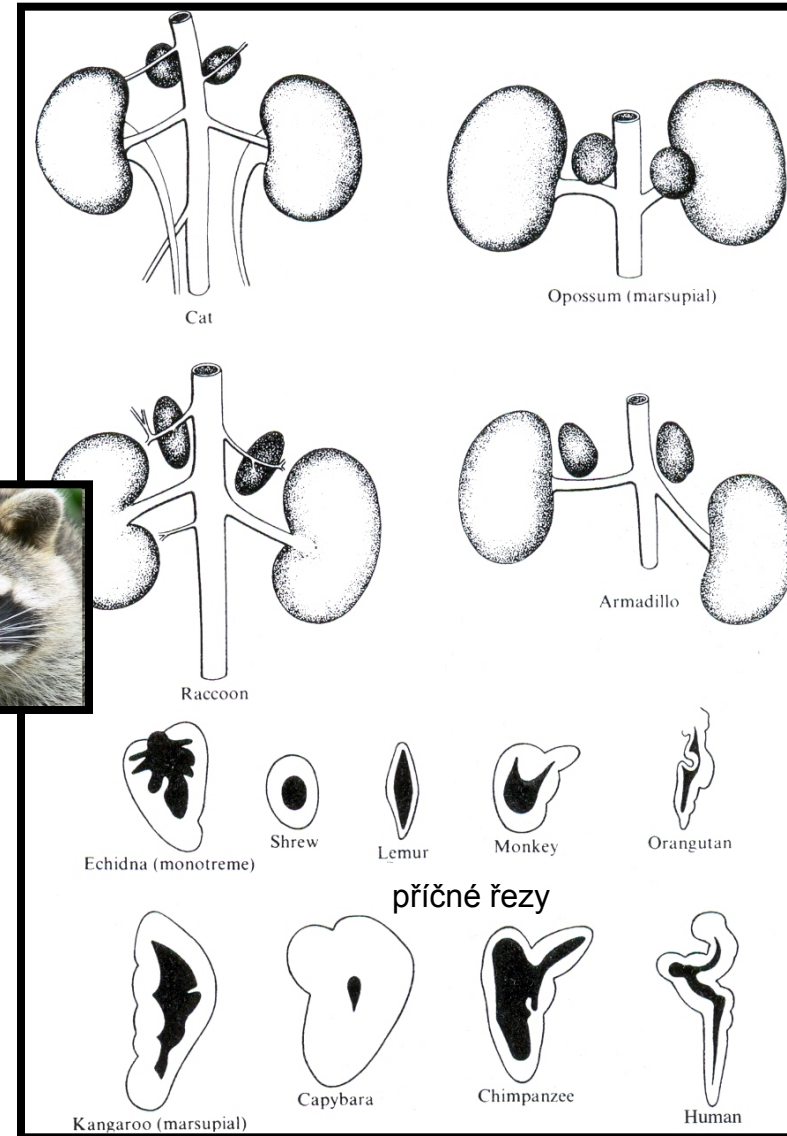 Cat
Opossum (marsupial)
Raccoon
Armadillo
Echidna (monotreme)
Shrew
Lemur
Monkey
Orangutan
příčné řezy
Kangaroo (marsupial)
Capybara
Chimpanzee
Human